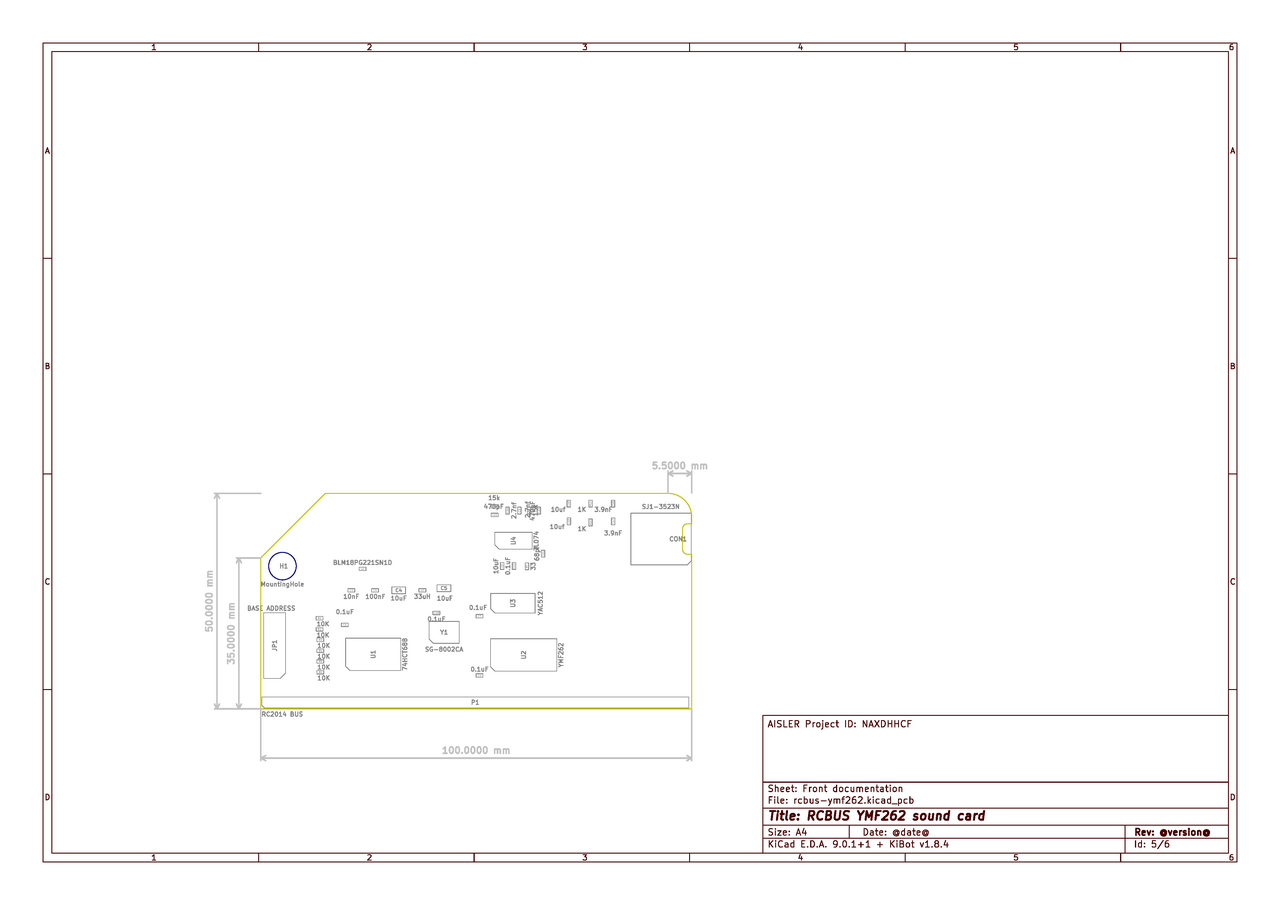 1 2 3 4 5 6
A A
B B
C C
D D
5.5000 mm
50.0000 mm
35.0000 mm
100.0000 mm
15k
470pF
2.7nf
10uf
1K
3.9nF
SJ1-3523N
10uf
1K
3.9nF
U4
TL074
68pF
CON1
10uF
0.1uF
33
H1
MountingHole
BLM18PG221SN1D
10nF
100nF
C4
10uF
33uH
C5
10uF
BASE ADDRESS
JP1
10K
10K
10K
10K
10K
10K
0.1uF
U1
74HCT688
0.1uF
Y1
SG-8002CA
0.1uF
U3
YAC512
U2
YMF262
0.1uF
P1
RC2014 BUS
AISLER Project ID: NAXDHHCF
Sheet: Front documentation
File: rcbus-ymf262.kicad_pcb
Title: RCBUS YMF262 sound card
Size: A4 Date: @date@ Rev: @version@
KiCad E.D.A. 9.0.1+1 + KiBot v1.8.4 Id: 5/6
1 2 3 4 5 6